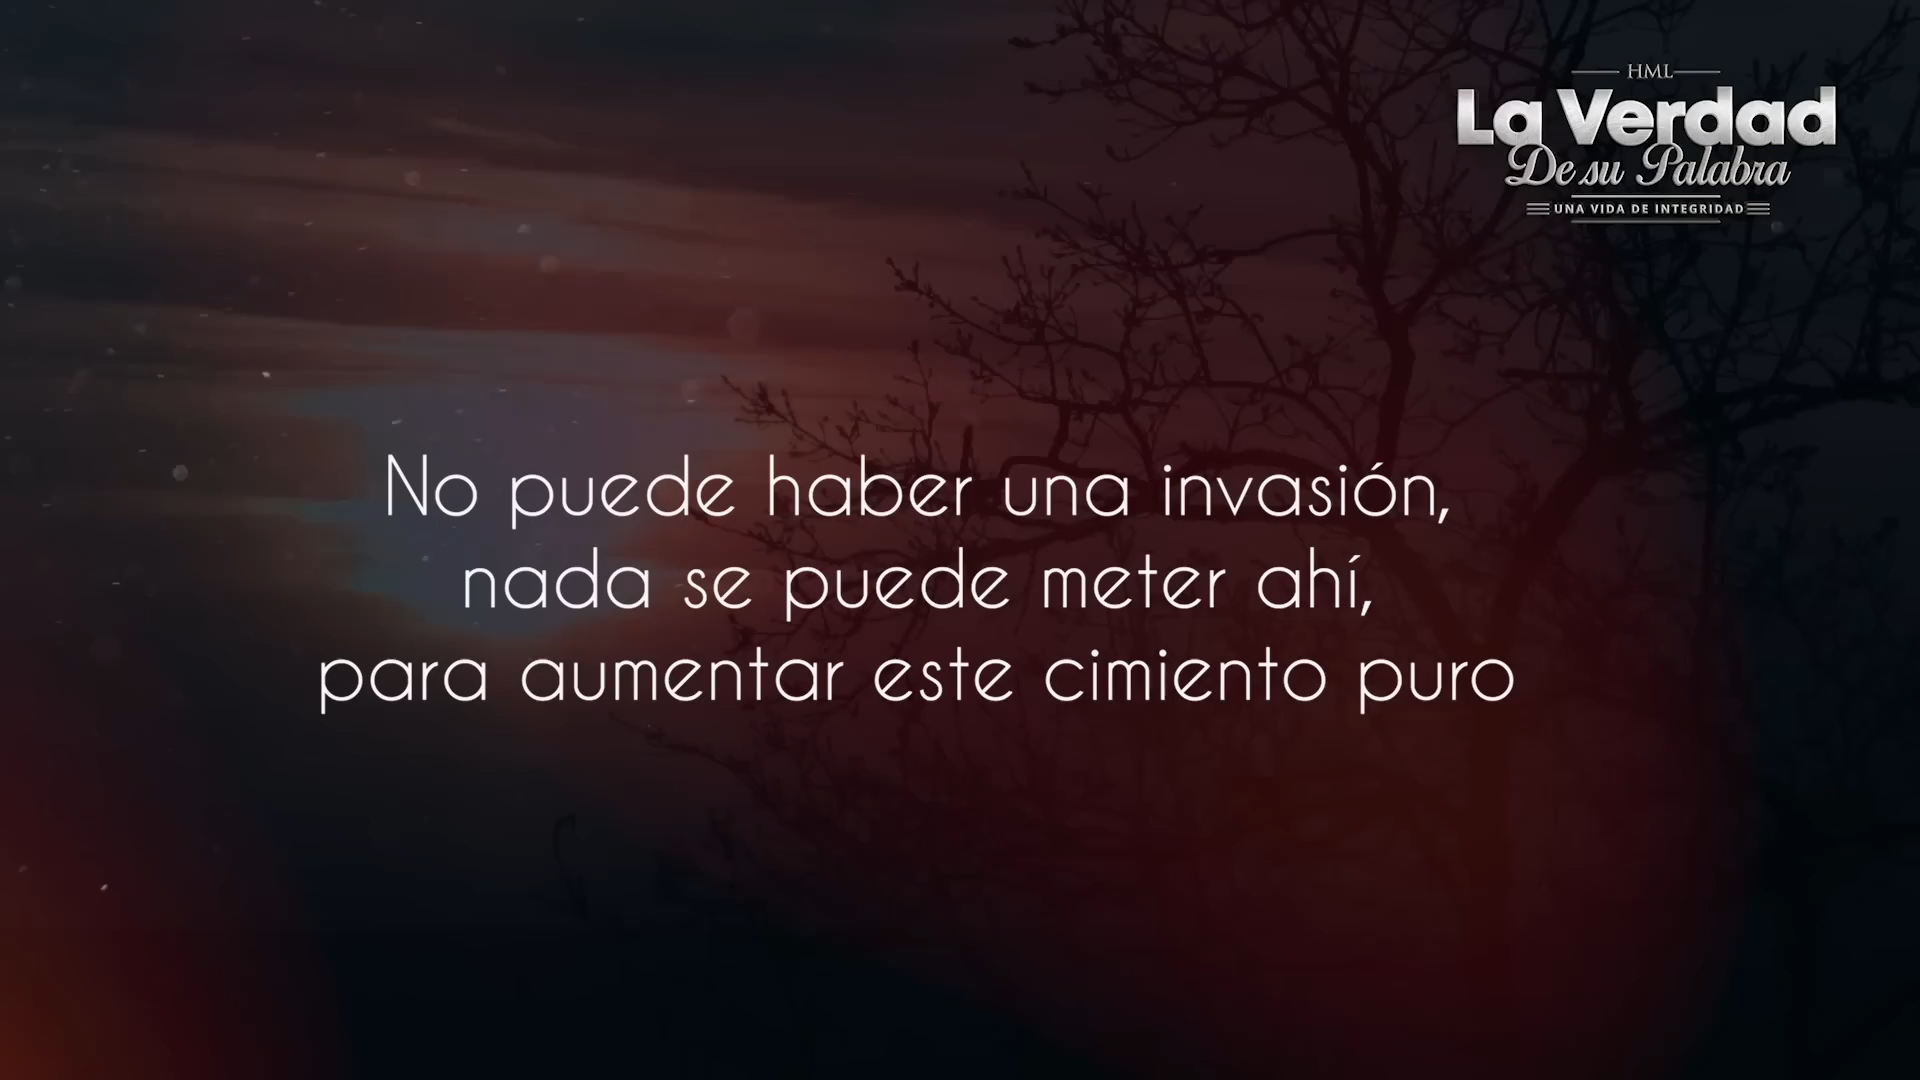 HML
La Verdad
De su Palabra
UNA VIDA DE INTEGRIDAD
No puede haber una invasión,
nada se puede meter ahí,
para aumentar este cimiento puro